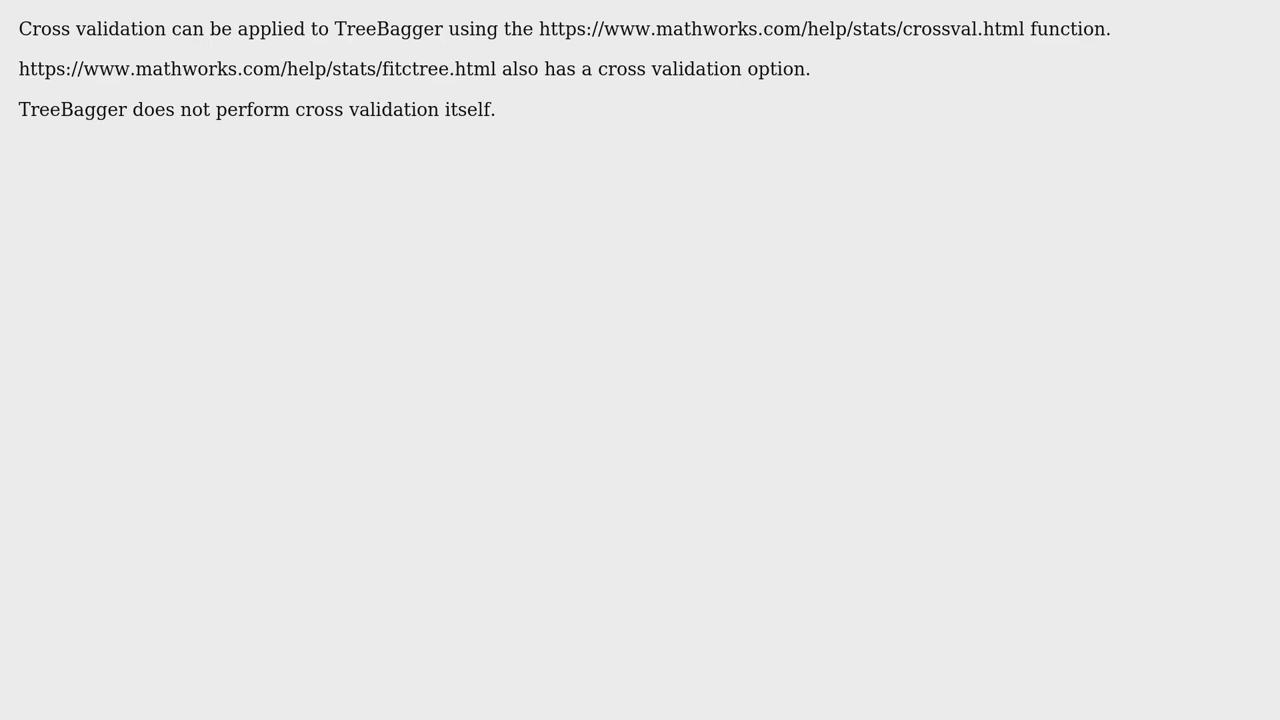 Cross validation can be applied to TreeBagger using the https://www.mathworks.com/help/stats/crossval.html function.
https://www.mathworks.com/help/stats/fitctree.html also has a cross validation option.
TreeBagger does not perform cross validation itself.